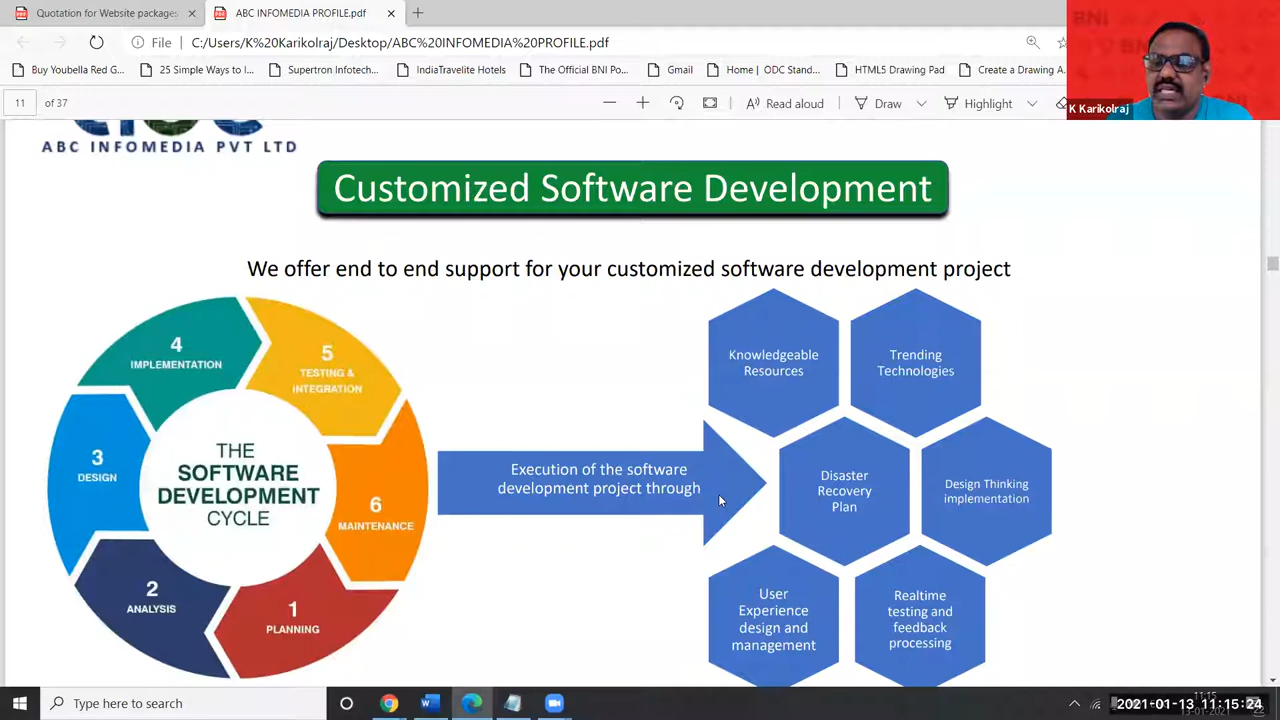 Quotation for Website packages
ABC INFOMEDIA PROFILE.pdf
File
C:/Users/K%20Karikolraj/Desktop/ABC%20INFOMEDIA%20PROFILE.pdf
Buy Youbella Red G...
25 Simple Ways to I...
Supertron Infotech...
IndiaTravelite Hotels
The Official BNI Po...
Gmail
Home | ODC Stand...
HTML5 Drawing Pad
Create a Drawing A...
11 of 37
Read aloud
Draw
Highlight
K Karikolraj
ABC INFOMEDIA PVT LTD
Customized Software Development
We offer end to end support for your customized software development project
4
IMPLEMENTATION
5
TESTING &
INTEGRATION
3
DESIGN
THE
SOFTWARE
DEVELOPMENT
CYCLE
6
MAINTENANCE
2
ANALYSIS
1
PLANNING
Execution of the software
development project through
Knowledgeable
Resources
Trending
Technologies
Disaster
Recovery
Plan
Design Thinking
implementation
User
Experience
design and
management
Realtime
testing and
feedback
processing
Type here to search
11:15
2021-01-13 11:15:24
13-01-2021